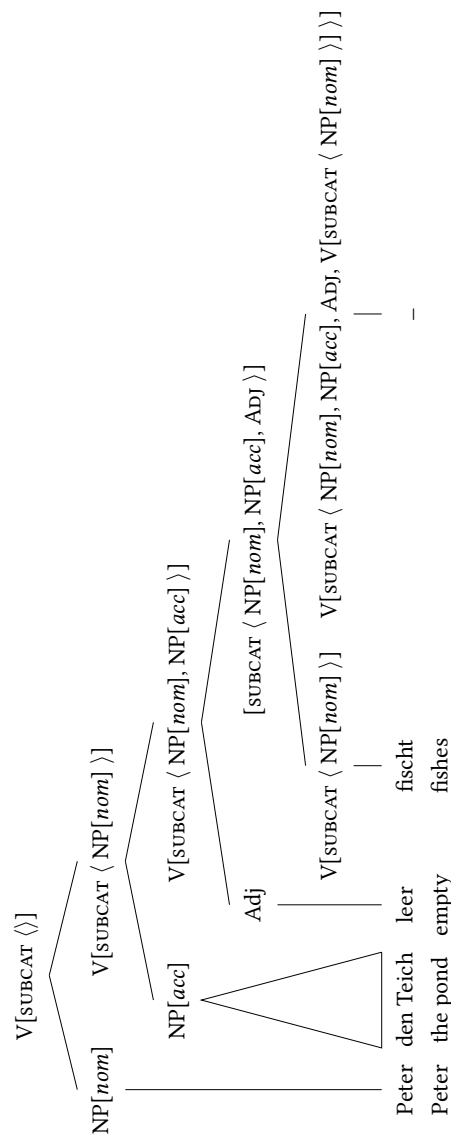 V[SUBCAT ⟨⟩]
NP[nom] V[SUBCAT ⟨ NP[nom] ⟩]
NP[acc] V[SUBCAT ⟨ NP[nom], NP[acc] ⟩]
Adj [SUBCAT ⟨ NP[nom], NP[acc], ADJ ⟩]
V[SUBCAT ⟨ NP[nom] ⟩] V[SUBCAT ⟨ NP[nom], NP[acc], ADJ, V[SUBCAT ⟨ NP[nom] ⟩] ⟩]
Peter den Teich leer fischt –
Peter the pond empty fishes